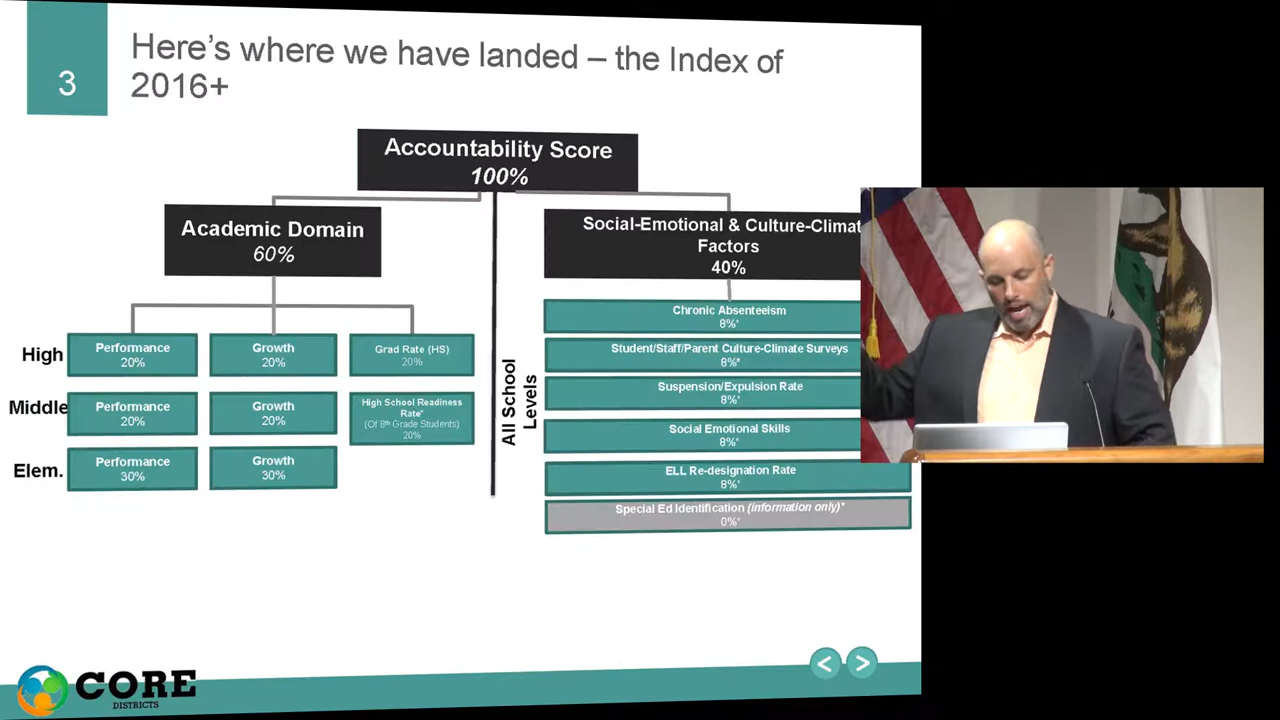 3
Here's where we have landed – the Index of
2016+
Accountability Score
100%
Academic Domain
60%
Social-Emotional & Culture-Climat
Factors
40%
High
Performance
20%
Growth
20%
Grad Rate (HS)
20%
Middle
Performance
20%
Growth
20%
High School Readiness
Rate*
(Of 8th Grade Students)
20%
Elem.
Performance
30%
Growth
30%
All School
Levels
Chronic Absenteeism
8%*
Student/Staff/Parent Culture-Climate Surveys
8%*
Suspension/Expulsion Rate
8%*
Social Emotional Skills
8%*
ELL Re-designation Rate
8%*
Special Ed Identification (information only)*
0%*
< >
CORE
DISTRICTS